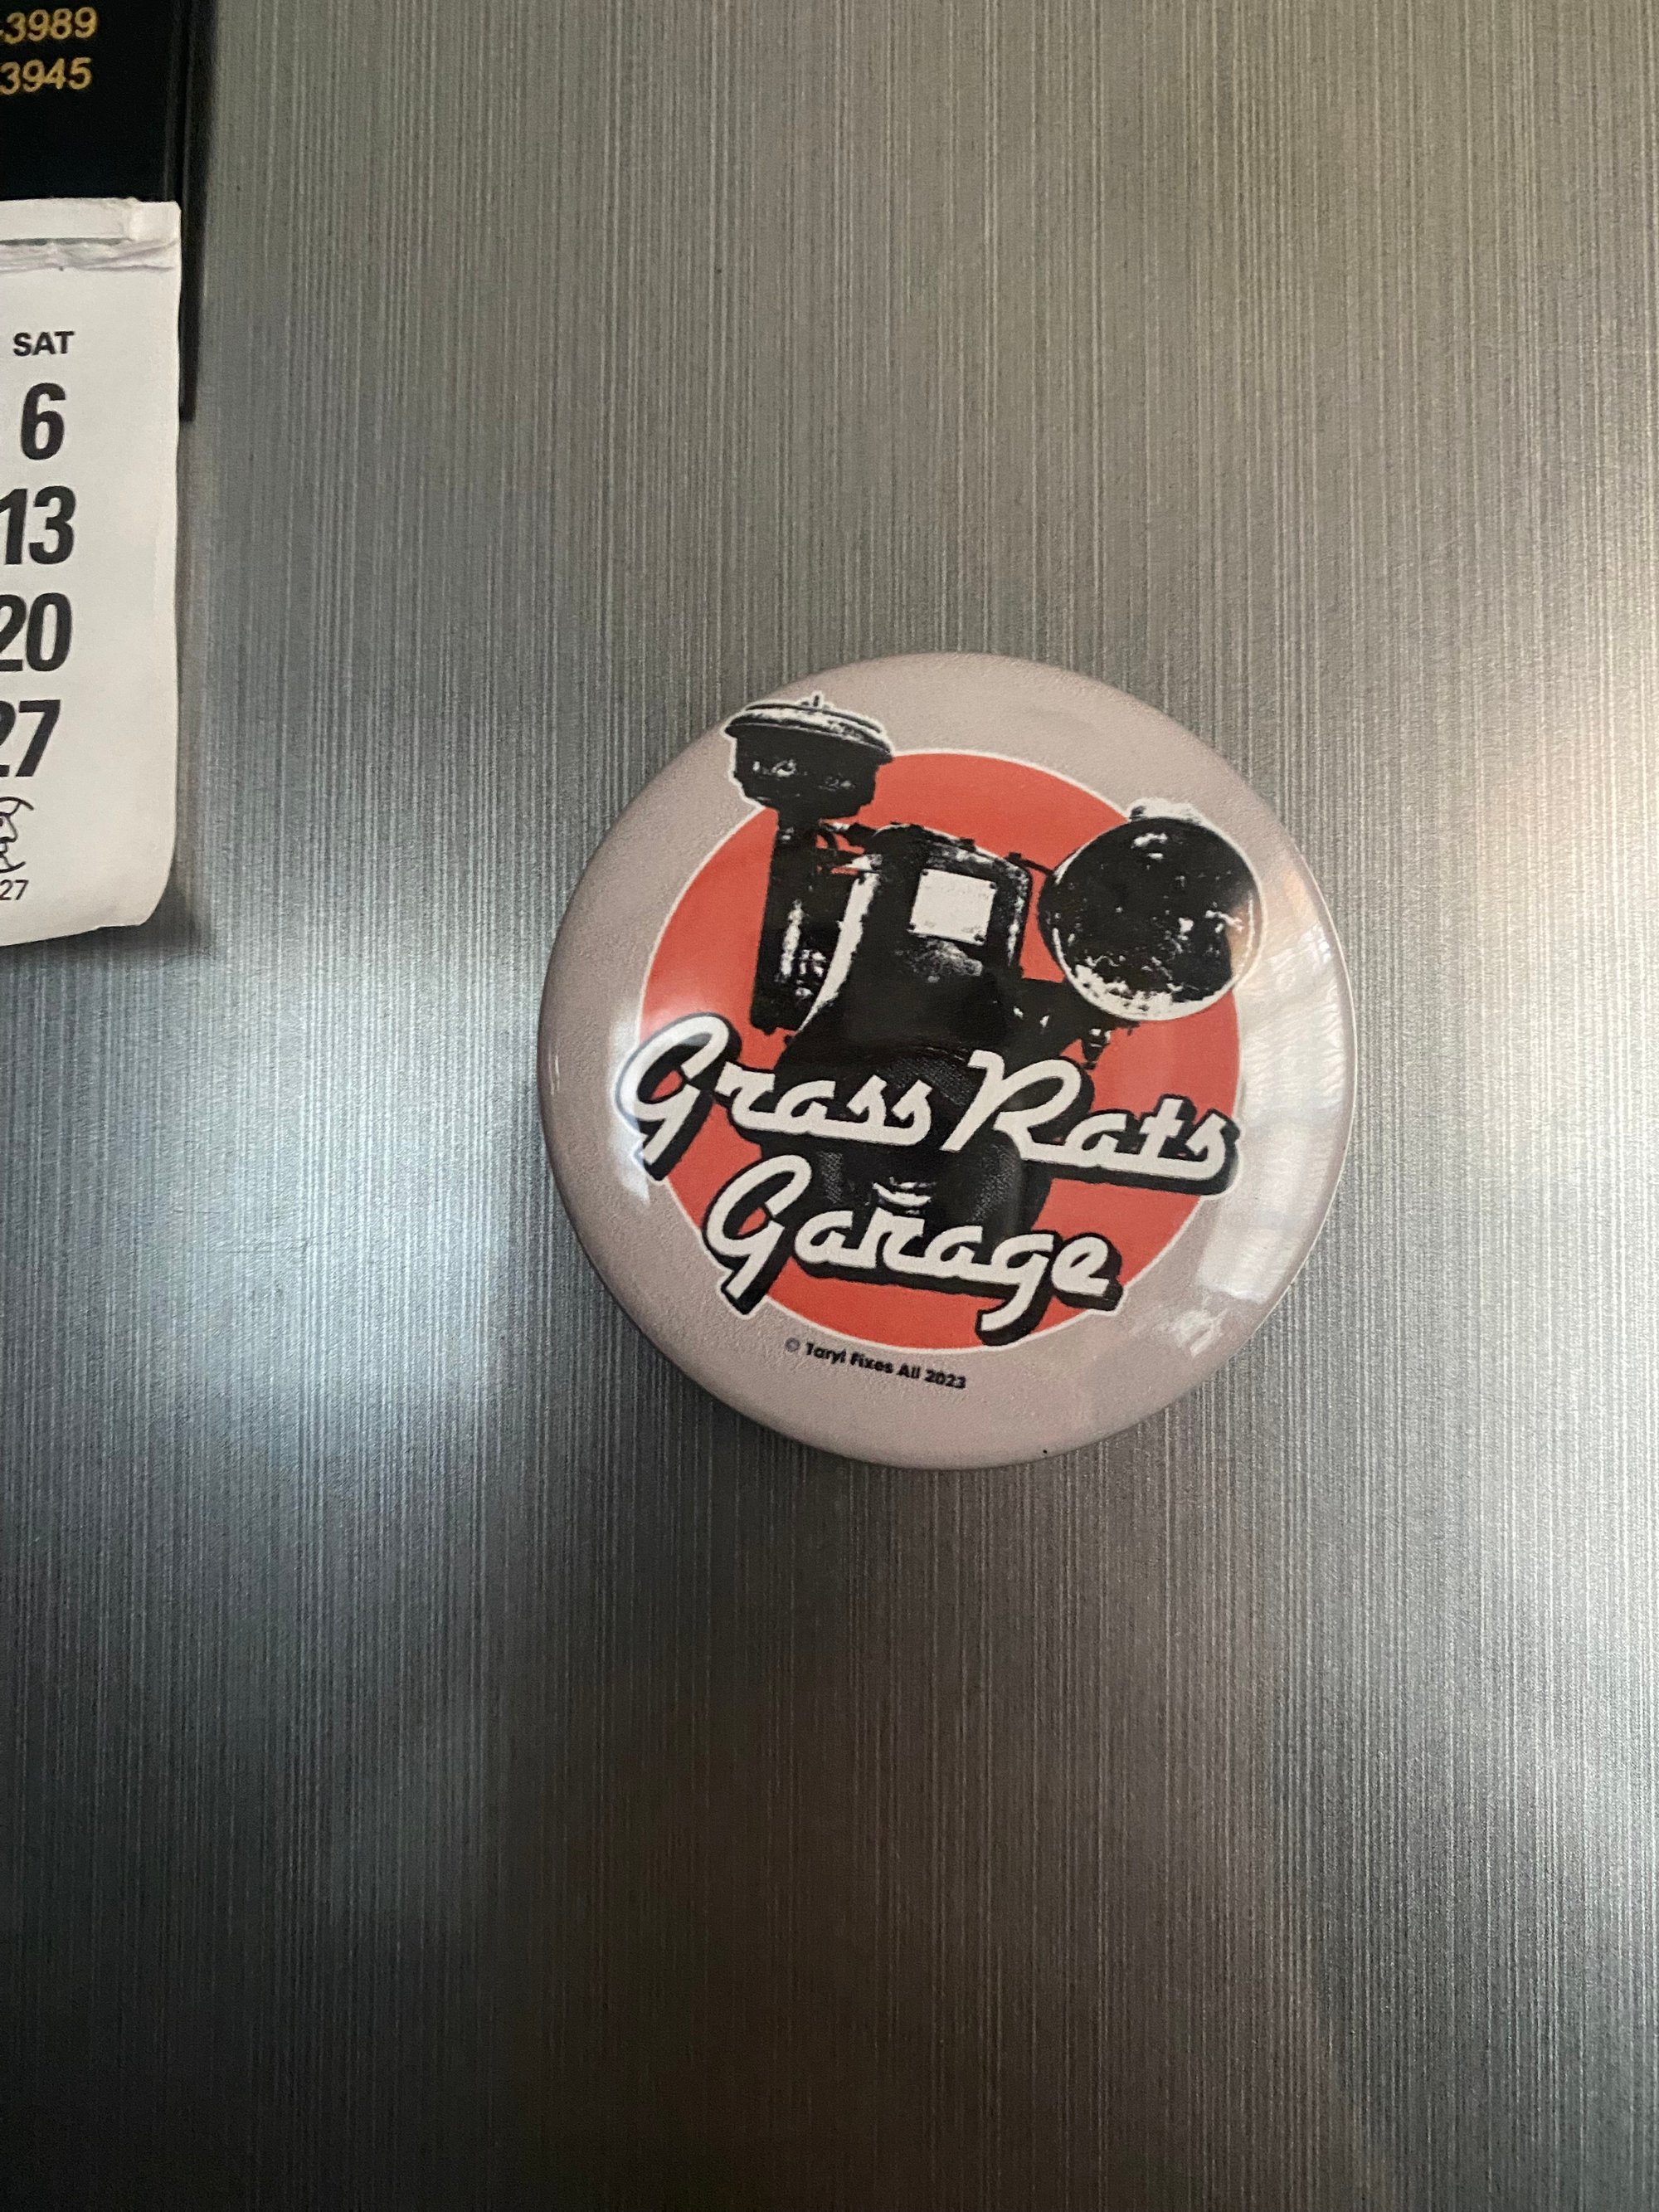 -3989
3945
SAT
6
13
20
27
27
Grass Rats
Garage
© Taryl Fixes All 2023